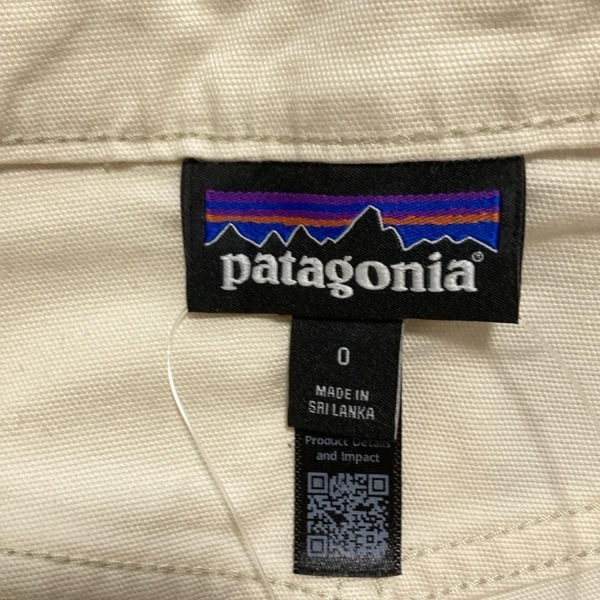 patagonia®
0
MADE IN
SRI LANKA
Product Details
and Impact